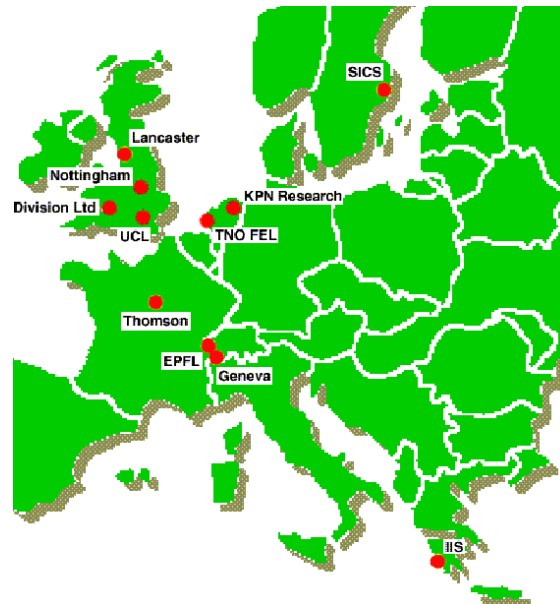 SICS
Lancaster
Nottingham
KPN Research
Division Ltd
UCL
TNO FEL
Thomson
EPFL
Geneva
IIS